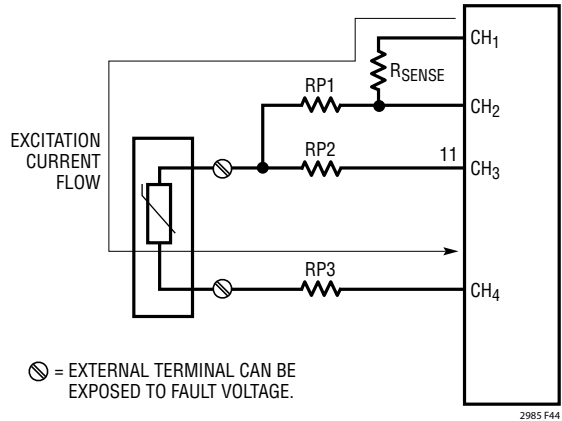 CH1
RSENSE
RP1
CH2
EXCITATION
CURRENT
FLOW
RP2
11
CH3
RP3
CH4
= EXTERNAL TERMINAL CAN BE
EXPOSED TO FAULT VOLTAGE.
2985 F44